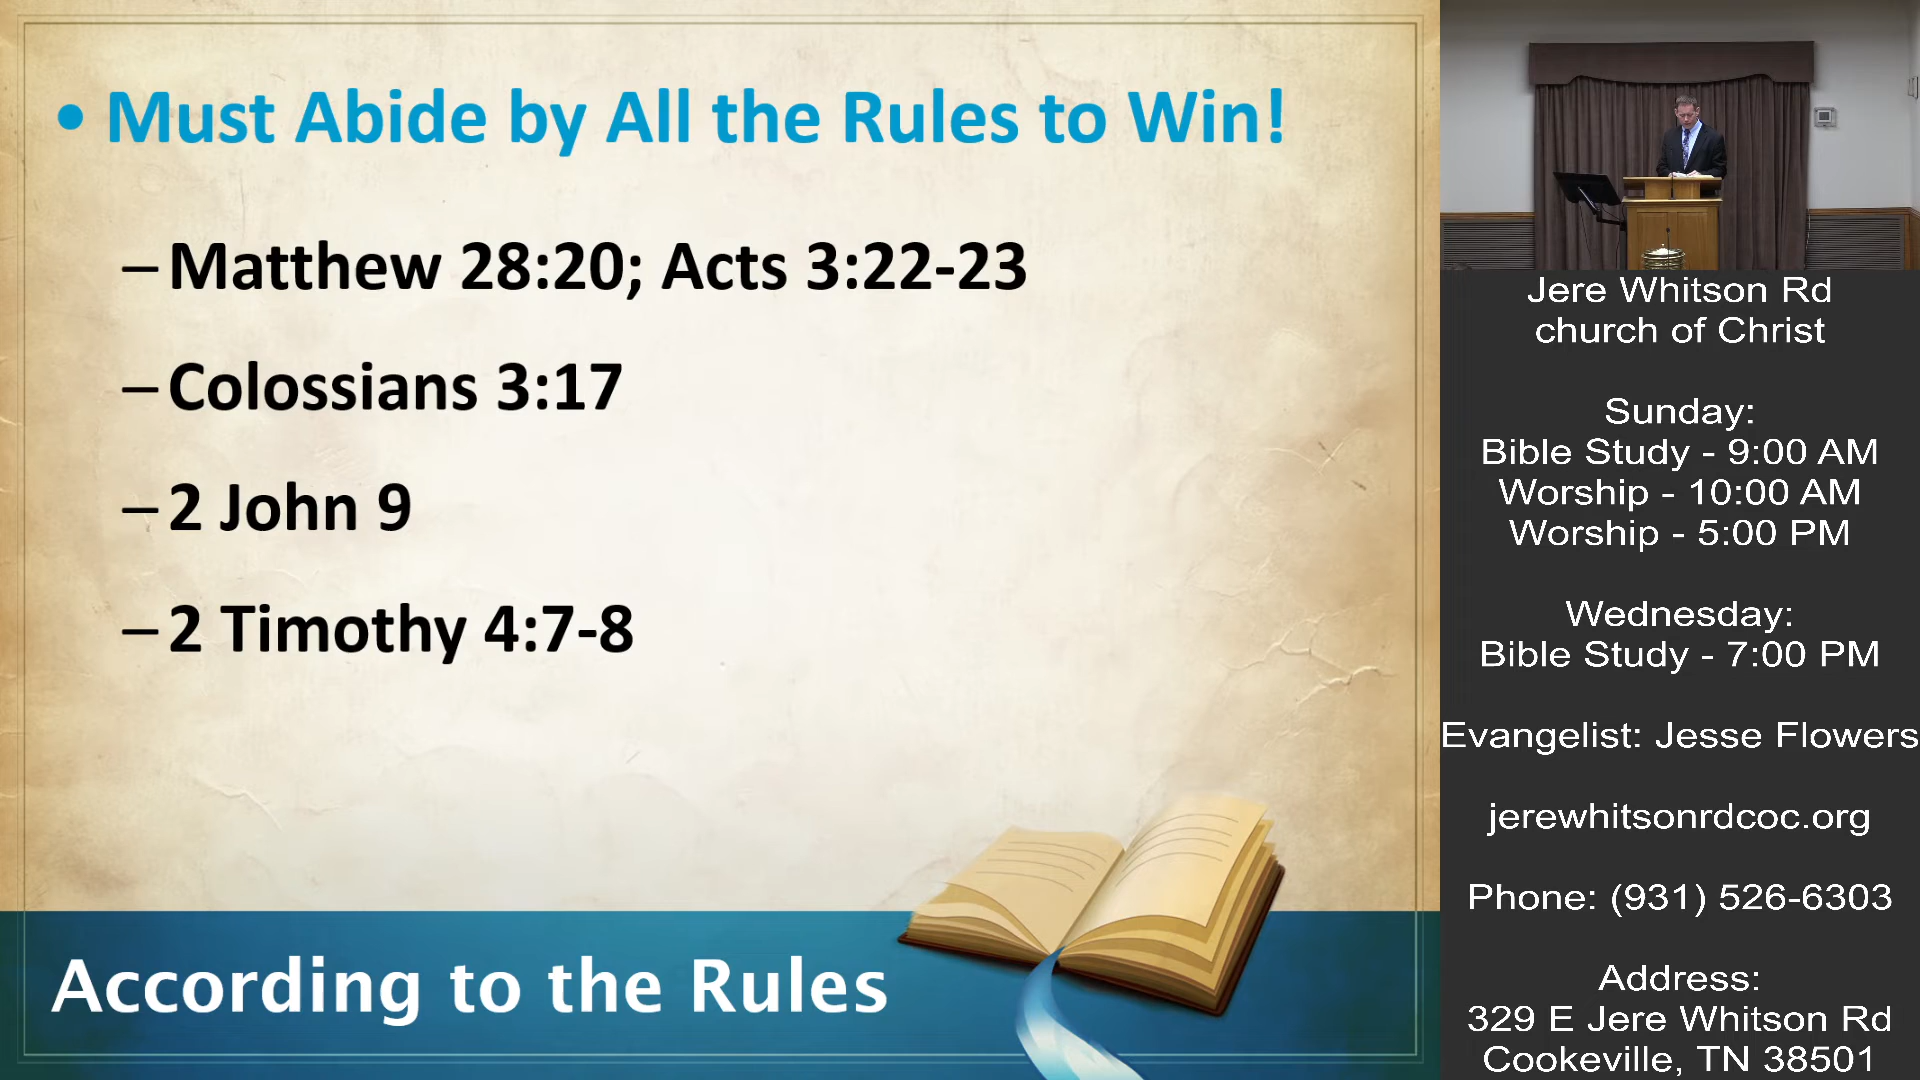 • Must Abide by All the Rules to Win!
– Matthew 28:20; Acts 3:22-23
– Colossians 3:17
– 2 John 9
– 2 Timothy 4:7-8
According to the Rules
Jere Whitson Rd
church of Christ
Sunday:
Bible Study - 9:00 AM
Worship - 10:00 AM
Worship - 5:00 PM
Wednesday:
Bible Study - 7:00 PM
Evangelist: Jesse Flowers
jerewhitsonrdcoc.org
Phone: (931) 526-6303
Address:
329 E Jere Whitson Rd
Cookeville, TN 38501